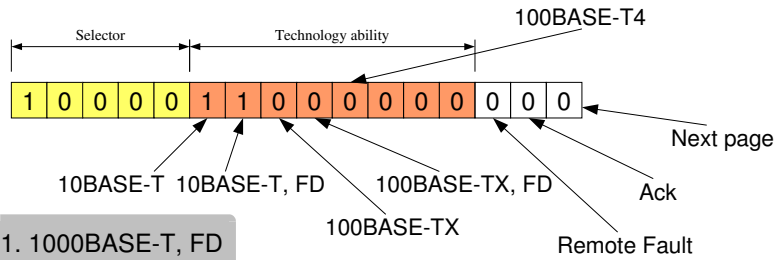 100BASE-T4
Selector Technology ability
1 0 0 0 0 1 1 0 0 0 0 0 0 0 0 0
Next page
10BASE-T 10BASE-T, FD 100BASE-TX, FD Ack
100BASE-TX
1. 1000BASE-T, FD Remote Fault